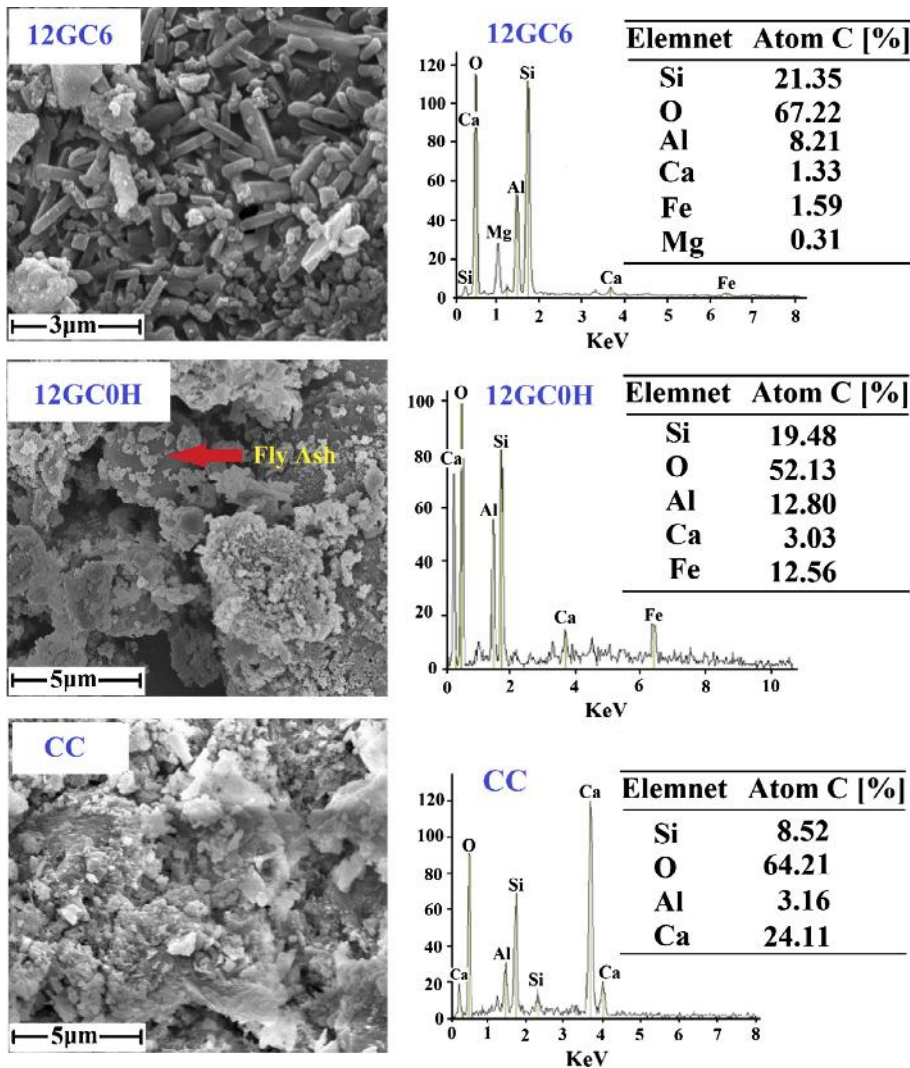 12GC6
3µm
12GC6
120
100
80
60
40
20
0
O
Si
Ca
Al
Mg
Si
Ca
Fe
0 1 2 3 4 5 6 7 8
KeV
Elemnet Atom C [%]
Si 21.35
O 67.22
Al 8.21
Ca 1.33
Fe 1.59
Mg 0.31
12GC0H
Fly Ash
5µm
12GC0H
100
80
60
40
20
0
O
Ca
Si
Al
Ca
Fe
0 2 4 6 8 10
KeV
Elemnet Atom C [%]
Si 19.48
O 52.13
Al 12.80
Ca 3.03
Fe 12.56
CC
5µm
CC
120
100
80
60
40
20
0
Ca
O
Si
Al
Ca
Si
Ca
0 1 2 3 4 5 6 7 8
KeV
Elemnet Atom C [%]
Si 8.52
O 64.21
Al 3.16
Ca 24.11